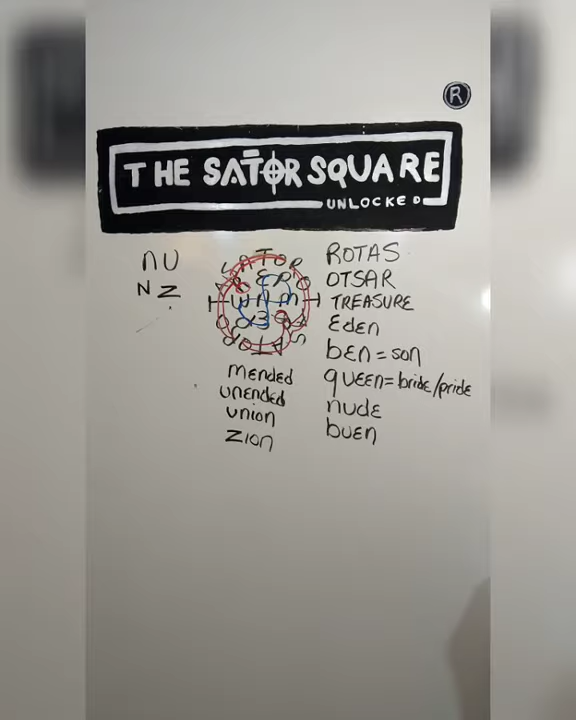 ®
THE SATOR SQUARE
UNLOCKED
nU
NZ
ROTAS
OTSAR
TREASURE
Eden
bEn = son
qUEEn = bride/pride
nudE
buEn
mEnded
unended
union
Zion